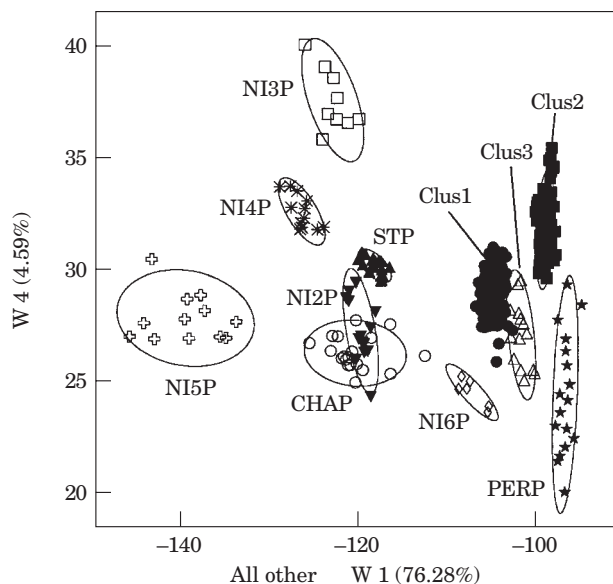 40
35
30
25
20
W 4 (4.59%)
NI3P
Clus2
Clus3
NI4P
Clus1
STP
NI2P
NI5P
CHAP
NI6P
PERP
−140
−120
−100
All other W 1 (76.28%)